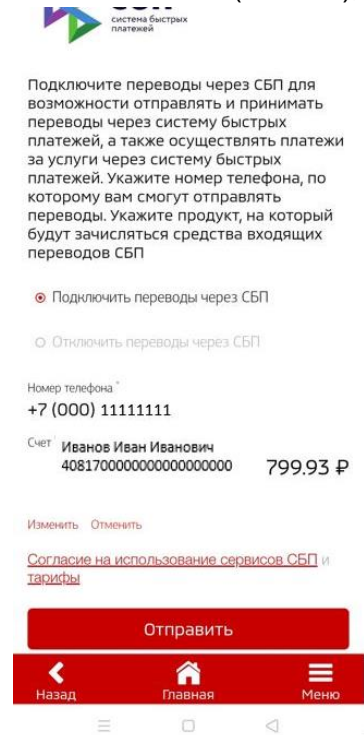 система быстрых
платежей
Подключите переводы через СБП для
возможности отправлять и принимать
переводы через систему быстрых
платежей, а также осуществлять платежи
за услуги через систему быстрых
платежей. Укажите номер телефона, по
которому вам смогут отправлять
переводы. Укажите продукт, на который
будут зачисляться средства входящих
переводов СБП
Подключить переводы через СБП
Отключить переводы через СБП
Номер телефона *
+7 (000) 11111111
Счет Иванов Иван Иванович
408170000000000000000 799.93 ₽
Изменить Отменить
Согласие на использование сервисов СБП и
тарифы
Отправить
Назад Главная Меню